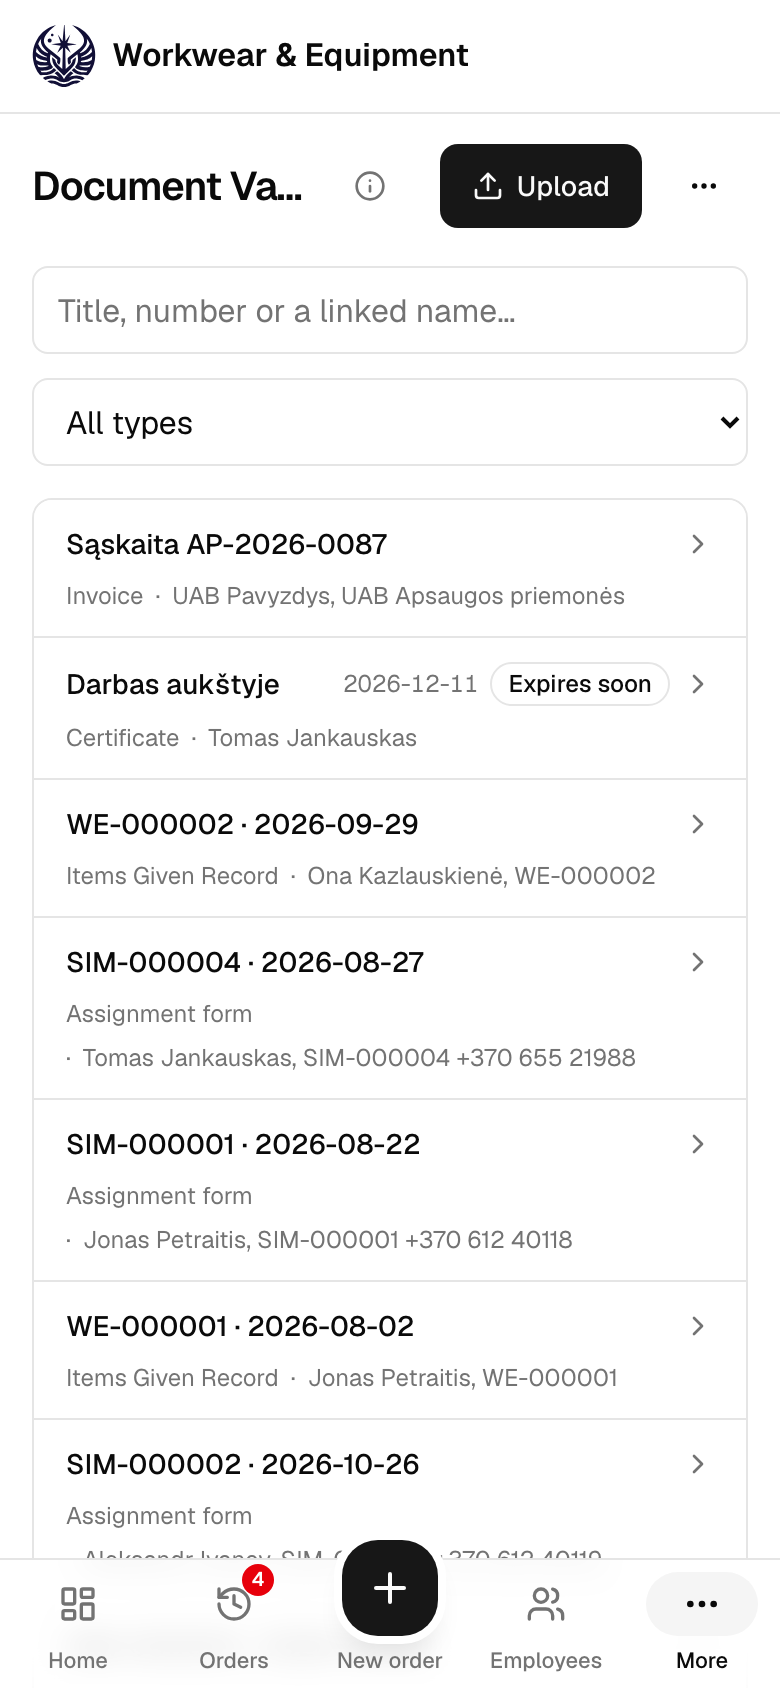 Workwear & Equipment
Document Va...
Upload
Title, number or a linked name...
All types
Sąskaita AP-2026-0087
Invoice · UAB Pavyzdys, UAB Apsaugos priemonės
Darbas aukštyje 2026-12-11 Expires soon
Certificate · Tomas Jankauskas
WE-000002 · 2026-09-29
Items Given Record · Ona Kazlauskienė, WE-000002
SIM-000004 · 2026-08-27
Assignment form
· Tomas Jankauskas, SIM-000004 +370 655 21988
SIM-000001 · 2026-08-22
Assignment form
· Jonas Petraitis, SIM-000001 +370 612 40118
WE-000001 · 2026-08-02
Items Given Record · Jonas Petraitis, WE-000001
SIM-000002 · 2026-10-26
Assignment form
4
Home
Orders
New order
Employees
More